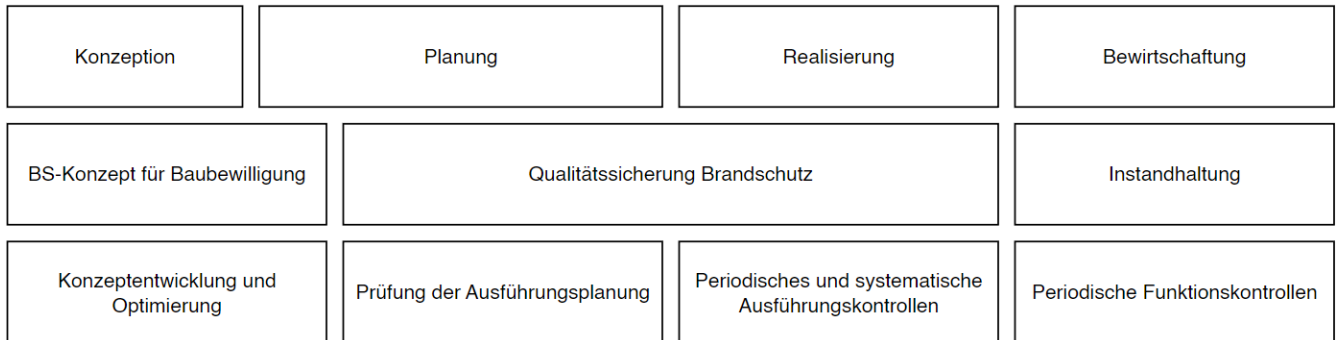 Konzeption
Planung
Realisierung
Bewirtschaftung
BS-Konzept für Baubewilligung
Qualitätssicherung Brandschutz
Instandhaltung
Konzeptentwicklung und
Optimierung
Prüfung der Ausführungsplanung
Periodisches und systematische
Ausführungskontrollen
Periodische Funktionskontrollen